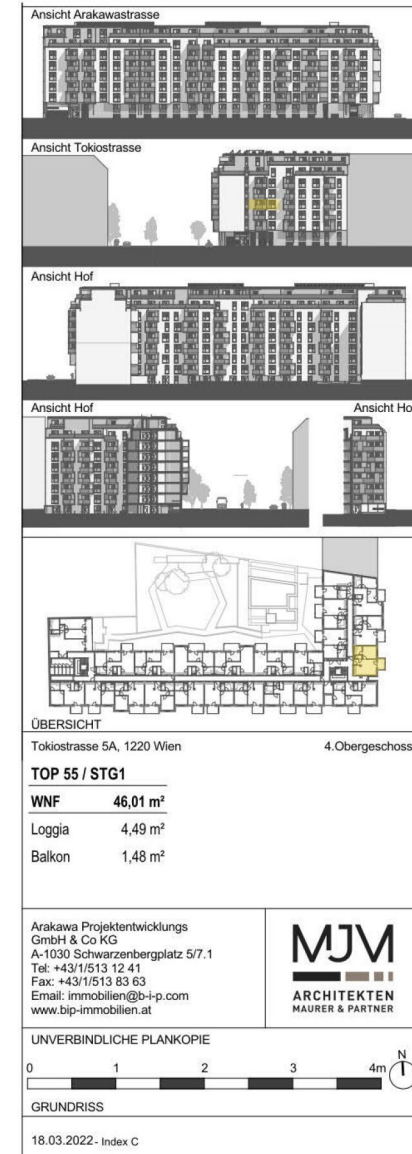 Ansicht Arakawastrasse
Ansicht Tokiostrasse
Ansicht Hof
Ansicht Hof
Ansicht Ho
ÜBERSICHT
Tokiostrasse 5A, 1220 Wien
4.Obergeschoss
TOP 55 / STG1
WNF 46,01 m²
Loggia 4,49 m²
Balkon 1,48 m²
Arakawa Projektentwicklungs
GmbH & Co KG
A-1030 Schwarzenbergplatz 5/7.1
Tel: +43/1/513 12 41
Fax: +43/1/513 83 63
Email: immobilien@b-i-p.com
www.bip-immobilien.at
MJM
ARCHITEKTEN
MAURER & PARTNER
UNVERBINDLICHE PLANKOPIE
0 1 2 3 4m
N
GRUNDRISS
18.03.2022- Index C